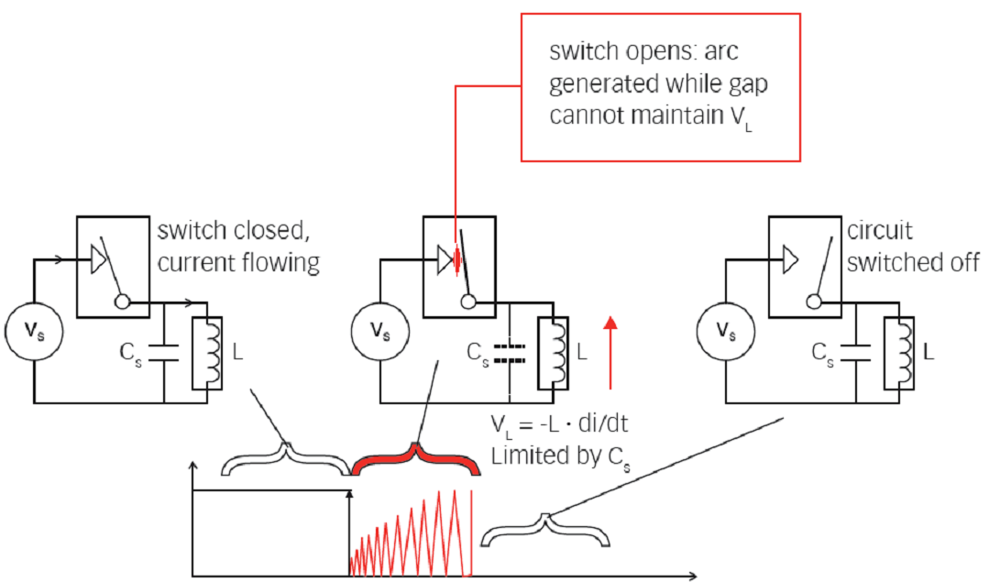 switch opens: arc
generated while gap
cannot maintain V_L
switch closed,
current flowing
V_s
C_s
L
V_s
C_s
L
V_L = -L · di/dt
Limited by C_s
circuit
switched off
V_s
C_s
L